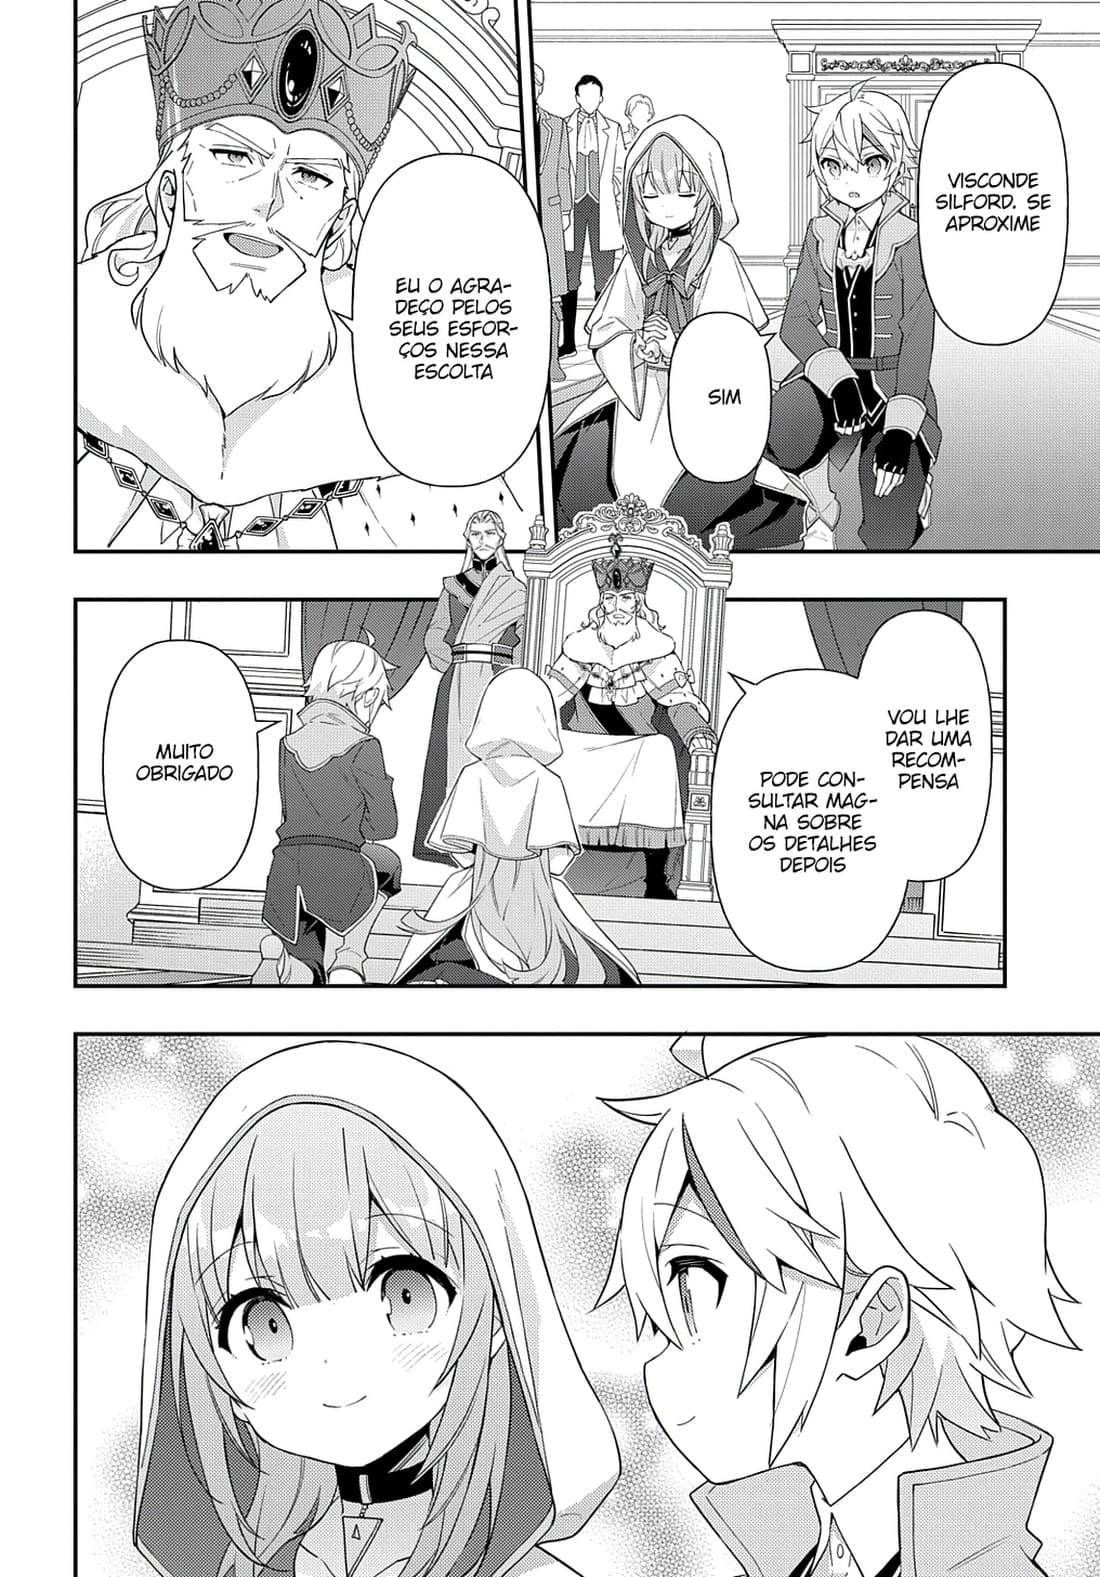 VISCONDE
SILFORD. SE
APROXIME
SIM
EU O AGRA-
DEÇO PELOS
SEUS ESFOR-
ÇOS NESSA
ESCOLTA
VOU LHE
DAR UMA
RECOM-
PENSA
PODE CON-
SULTAR MAG-
NA SOBRE
OS DETALHES
DEPOIS
MUITO
OBRIGADO